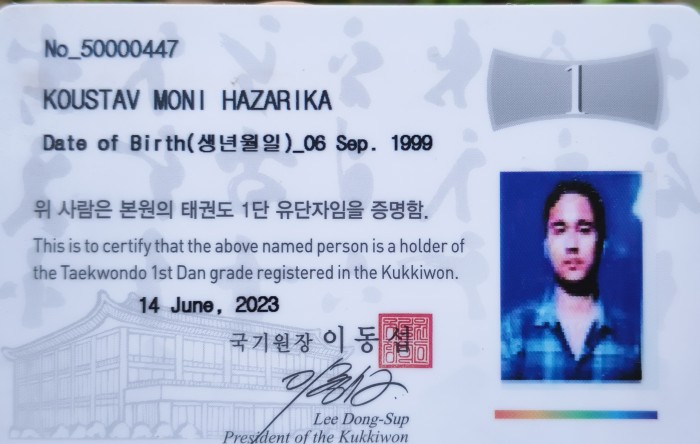 No_50000447
1
KOUSTAV MONI HAZARIKA
Date of Birth(생년월일)_06 Sep. 1999
위 사람은 본원의 태권도 1단 유단자임을 증명함.
This is to certify that the above named person is a holder of
the Taekwondo 1st Dan grade registered in the Kukkiwon.
14 June, 2023
국기원장 이 동 섭
Lee Dong-Sup
President of the Kukkiwon